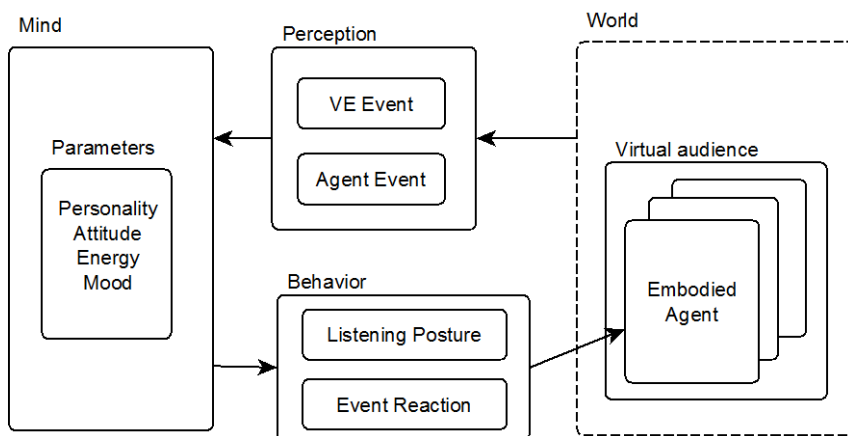 Mind
Perception
World
VE Event
Agent Event
Parameters
Personality
Attitude
Energy
Mood
Virtual audience
Embodied
Agent
Behavior
Listening Posture
Event Reaction